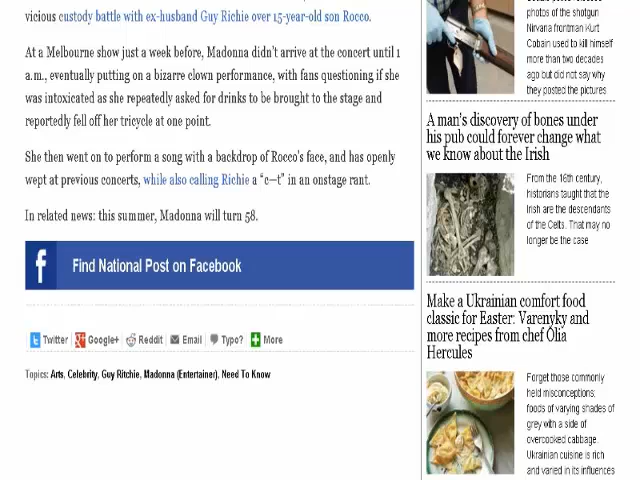 vicious custody battle with ex-husband Guy Richie over 15-year-old son Rocco.
At a Melbourne show just a week before, Madonna didn't arrive at the concert until 1
a.m., eventually putting on a bizarre clown performance, with fans questioning if she
was intoxicated as she repeatedly asked for drinks to be brought to the stage and
reportedly fell off her tricycle at one point.
She then went on to perform a song with a backdrop of Rocco's face, and has openly
wept at previous concerts, while also calling Richie a “c—t” in an onstage rant.
In related news: this summer, Madonna will turn 58.
f Find National Post on Facebook
Twitter Google+ Reddit Email Typo? More
Topics: Arts, Celebrity, Guy Ritchie, Madonna (Entertainer), Need To Know
photos of the shotgun
Nirvana frontman Kurt
Cobain used to kill himself
more than two decades
ago but did not say why
they posted the pictures
A man's discovery of bones under
his pub could forever change what
we know about the Irish
From the 16th century,
historians taught that the
Irish are the descendants
of the Celts. That may no
longer be the case
Make a Ukrainian comfort food
classic for Easter: Varenyky and
more recipes from chef Olia
Hercules
Forget those commonly
held misconceptions;
foods of varying shades of
grey with a side of
overcooked cabbage.
Ukrainian cuisine is rich
and varied in its influences